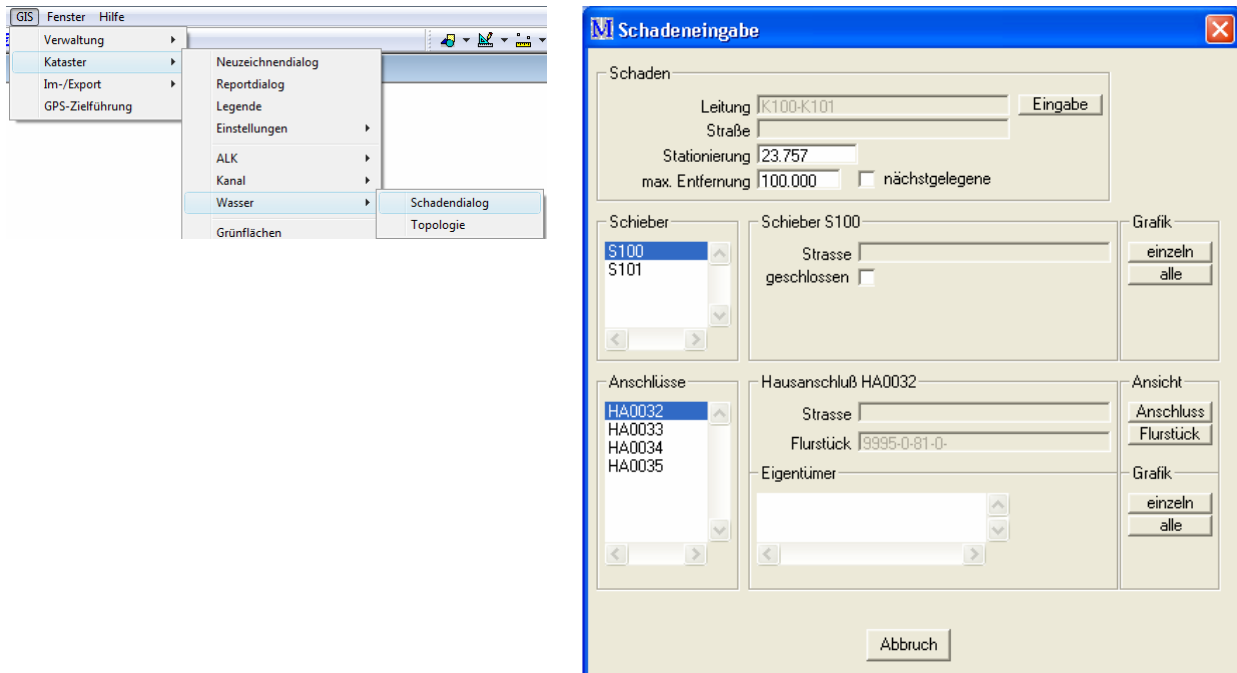 GIS Fenster Hilfe
Verwaltung
Kataster
Im-/Export
GPS-Zielführung
Neuzeichnendialog
Reportdialog
Legende
Einstellungen
ALK
Kanal
Wasser
Grünflächen
Schadendialog
Topologie
Schadeneingabe
Schaden
Leitung K100-K101 Eingabe
Straße
Stationierung 23.757
max. Entfernung 100.000 nächstgelegene
Schieber
S100
S101
Schieber S100
Strasse
geschlossen
Grafik
einzeln
alle
Anschlüsse
HA0032
HA0033
HA0034
HA0035
Hausanschluß HA0032
Strasse
Flurstück 9995-0-81-0-
Eigentümer
Ansicht
Anschluss
Flurstück
Grafik
einzeln
alle
Abbruch